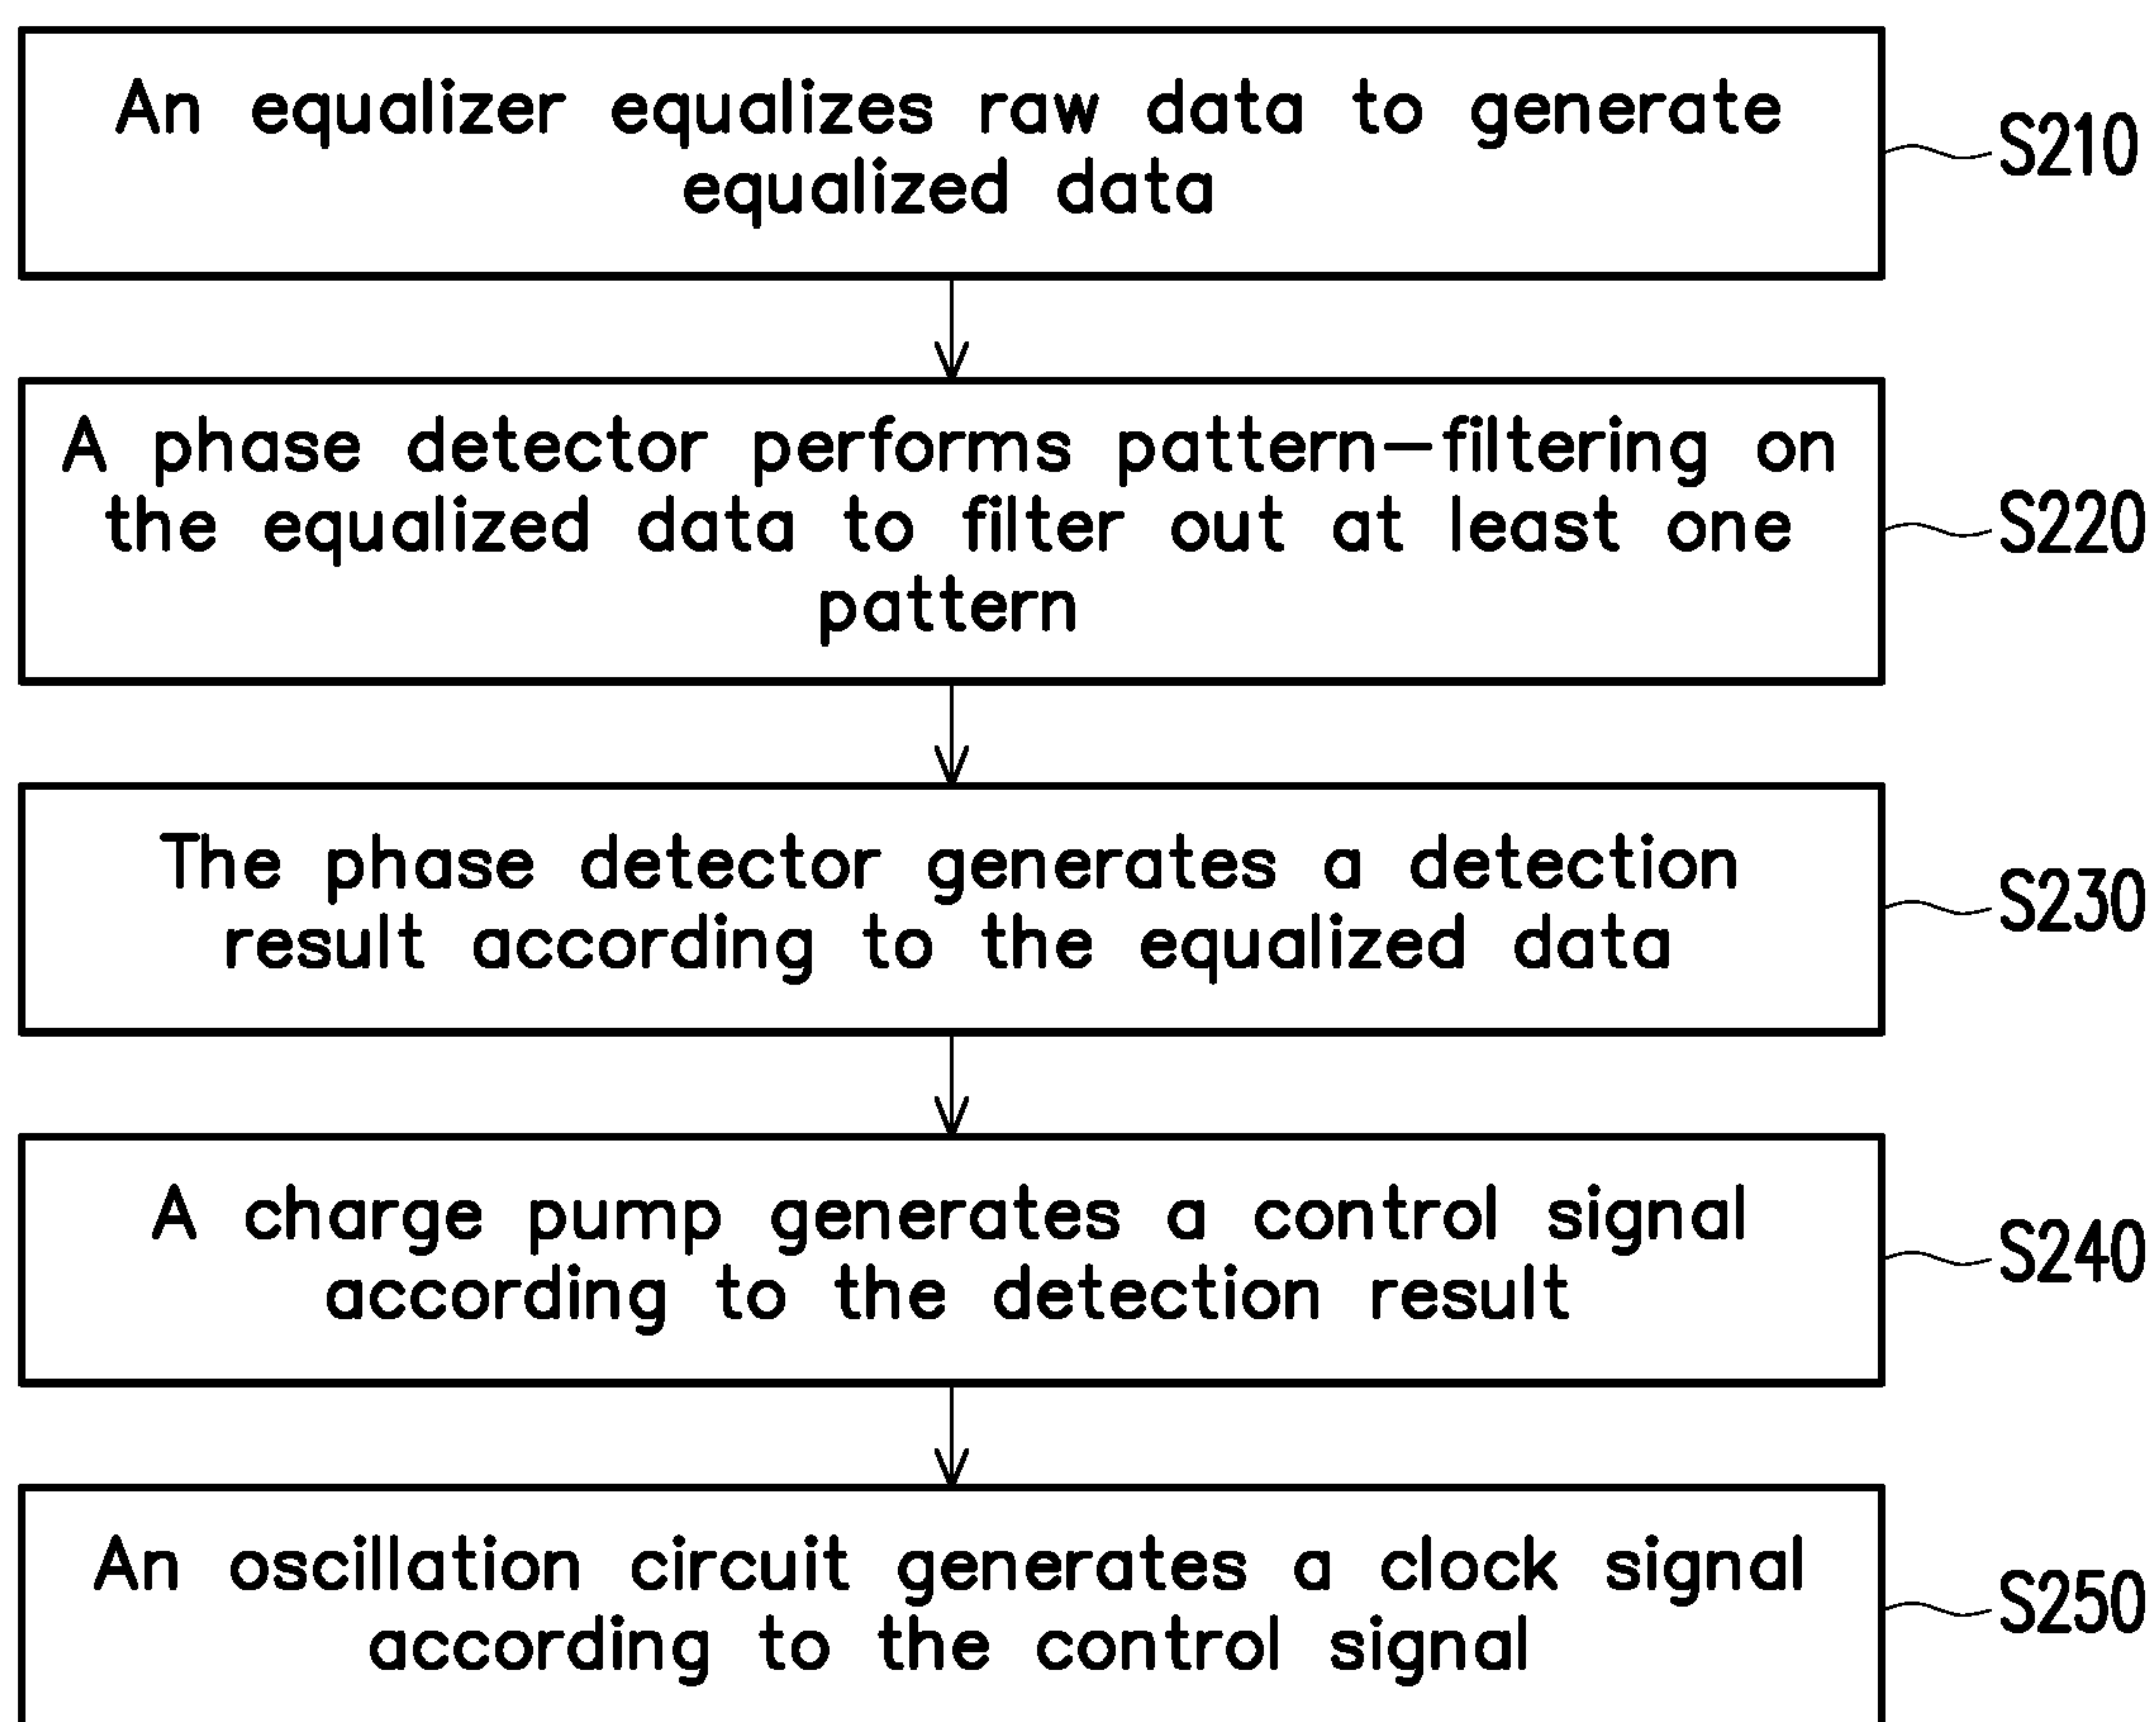 An equalizer equalizes raw data to generate
equalized data
S210
A phase detector performs pattern-filtering on
the equalized data to filter out at least one
pattern
S220
The phase detector generates a detection
result according to the equalized data
S230
A charge pump generates a control signal
according to the detection result
S240
An oscillation circuit generates a clock signal
according to the control signal
S250